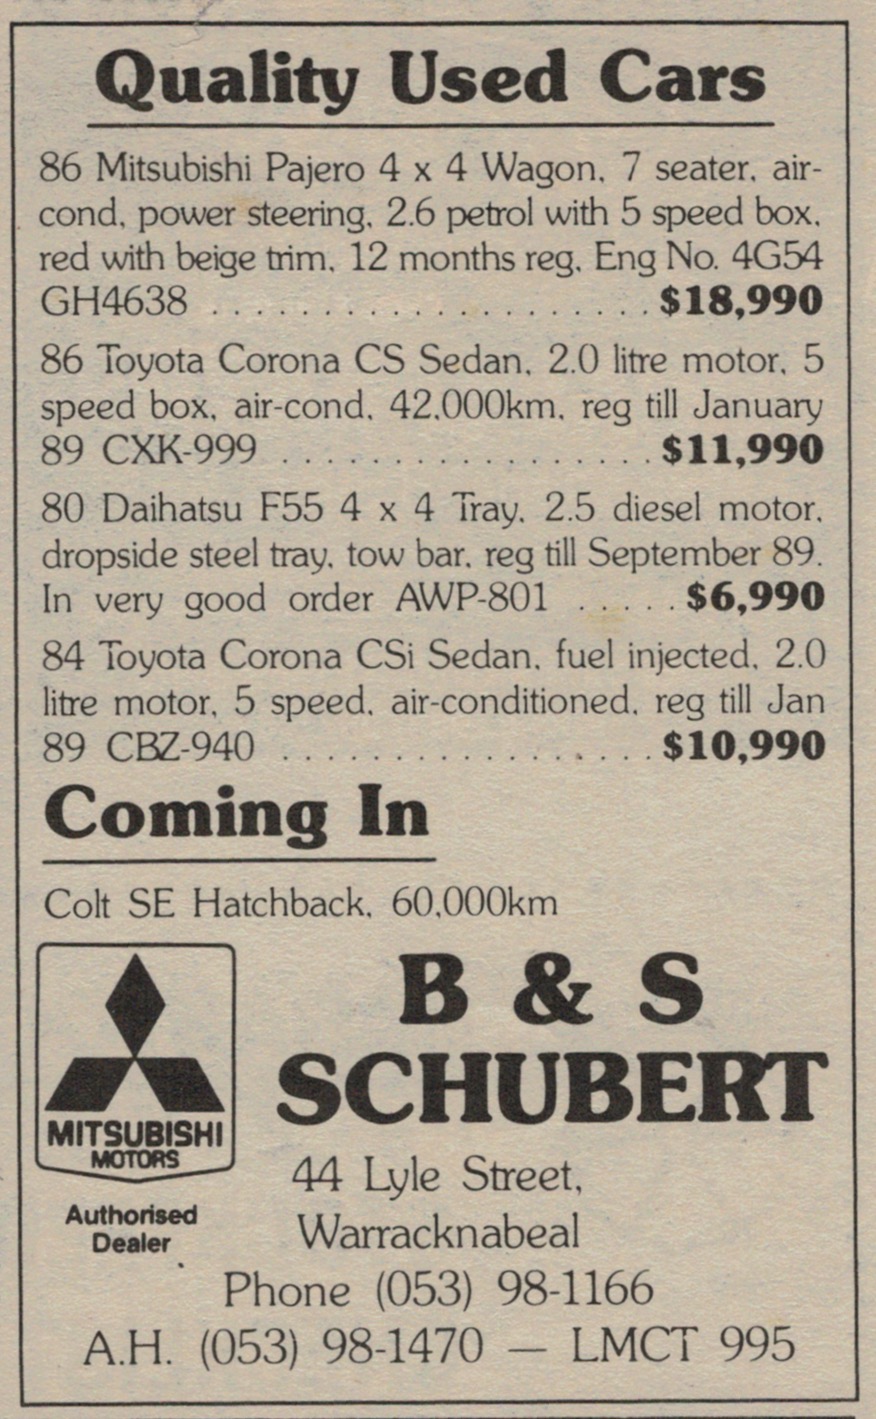 Quality Used Cars
86 Mitsubishi Pajero 4 x 4 Wagon, 7 seater, air-
cond, power steering, 2.6 petrol with 5 speed box,
red with beige trim, 12 months reg, Eng No. 4G54
GH4638 . . . . . . . . . . . . . . . . . . . . $18,990
86 Toyota Corona CS Sedan, 2.0 litre motor, 5
speed box, air-cond, 42,000km, reg till January
89 CXK-999 . . . . . . . . . . . . . . . . . $11,990
80 Daihatsu F55 4 x 4 Tray, 2.5 diesel motor,
dropside steel tray, tow bar, reg till September 89.
In very good order AWP-801 . . . . . $6,990
84 Toyota Corona CSi Sedan, fuel injected, 2.0
litre motor, 5 speed, air-conditioned, reg till Jan
89 CBZ-940 . . . . . . . . . . . . . . . . . $10,990
Coming In
Colt SE Hatchback, 60,000km
MITSUBISHI
MOTORS
Authorised
Dealer
B & S
SCHUBERT
44 Lyle Street,
Warracknabeal
Phone (053) 98-1166
A.H. (053) 98-1470 — LMCT 995